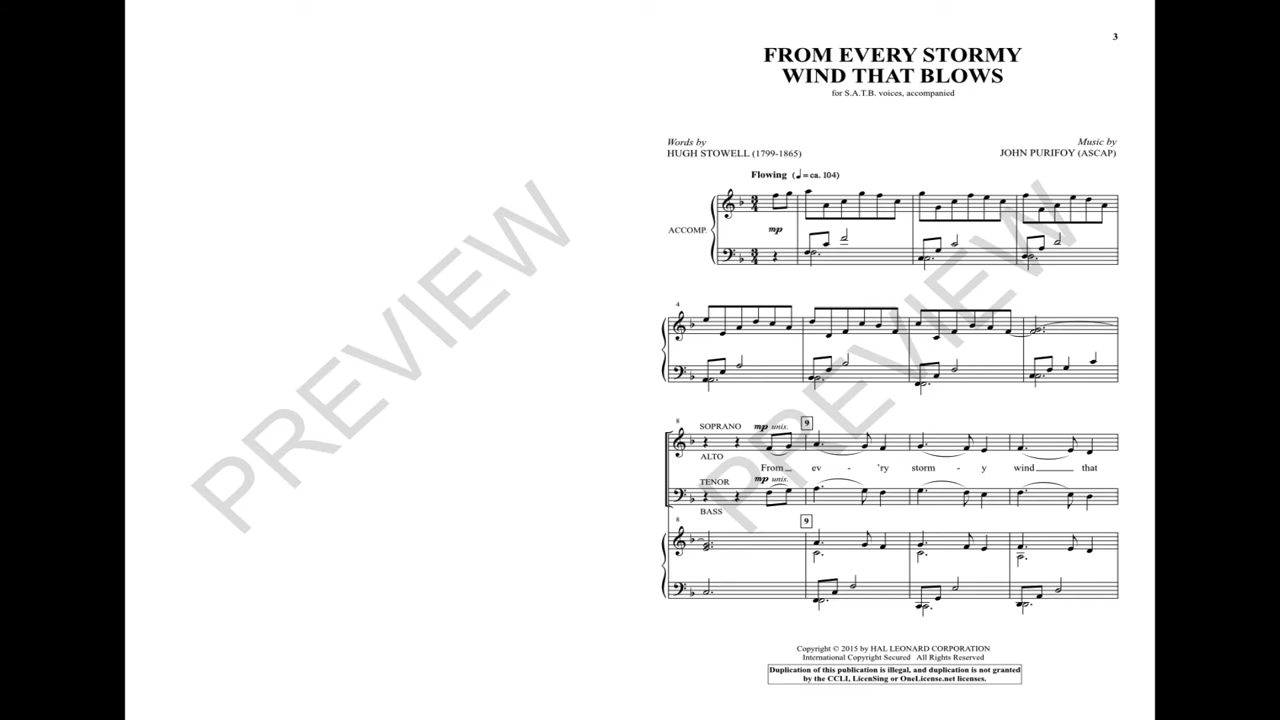 PREVIEW
3
FROM EVERY STORMY
WIND THAT BLOWS
for S.A.T.B. voices, accompanied
Words by
HUGH STOWELL (1799-1865)
Music by
JOHN PURIFOY (ASCAP)
Flowing (♩ = ca. 104)
ACCOMP.
mp
4
8
SOPRANO
mp unis.
9
ALTO
From ev - 'ry storm - y wind that
TENOR
mp unis.
BASS
8
9
PREVIEW
Copyright © 2015 by HAL LEONARD CORPORATION
International Copyright Secured All Rights Reserved
Duplication of this publication is illegal, and duplication is not granted
by the CCLI, LicenSing or OneLicense.net licenses.